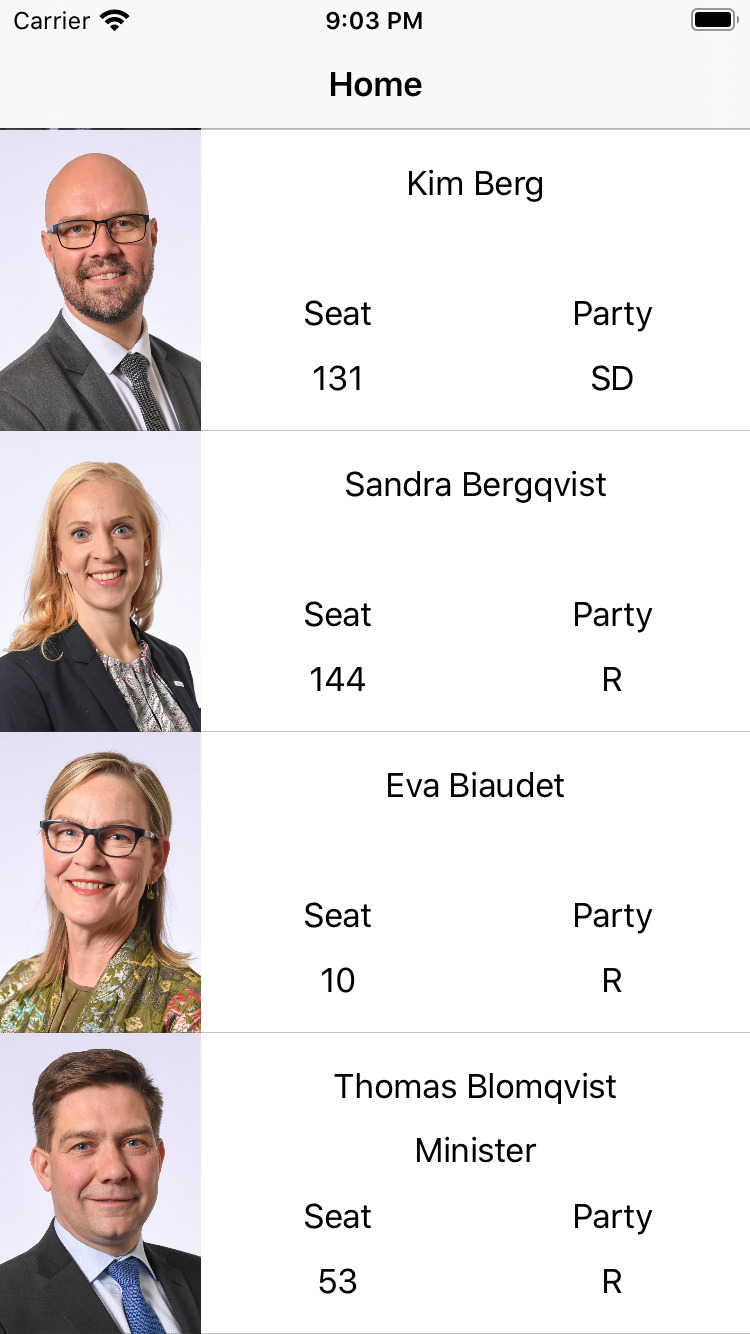 Carrier 9:03 PM
Home
Kim Berg
Seat Party
131 SD
Sandra Bergqvist
Seat Party
144 R
Eva Biaudet
Seat Party
10 R
Thomas Blomqvist
Minister
Seat Party
53 R